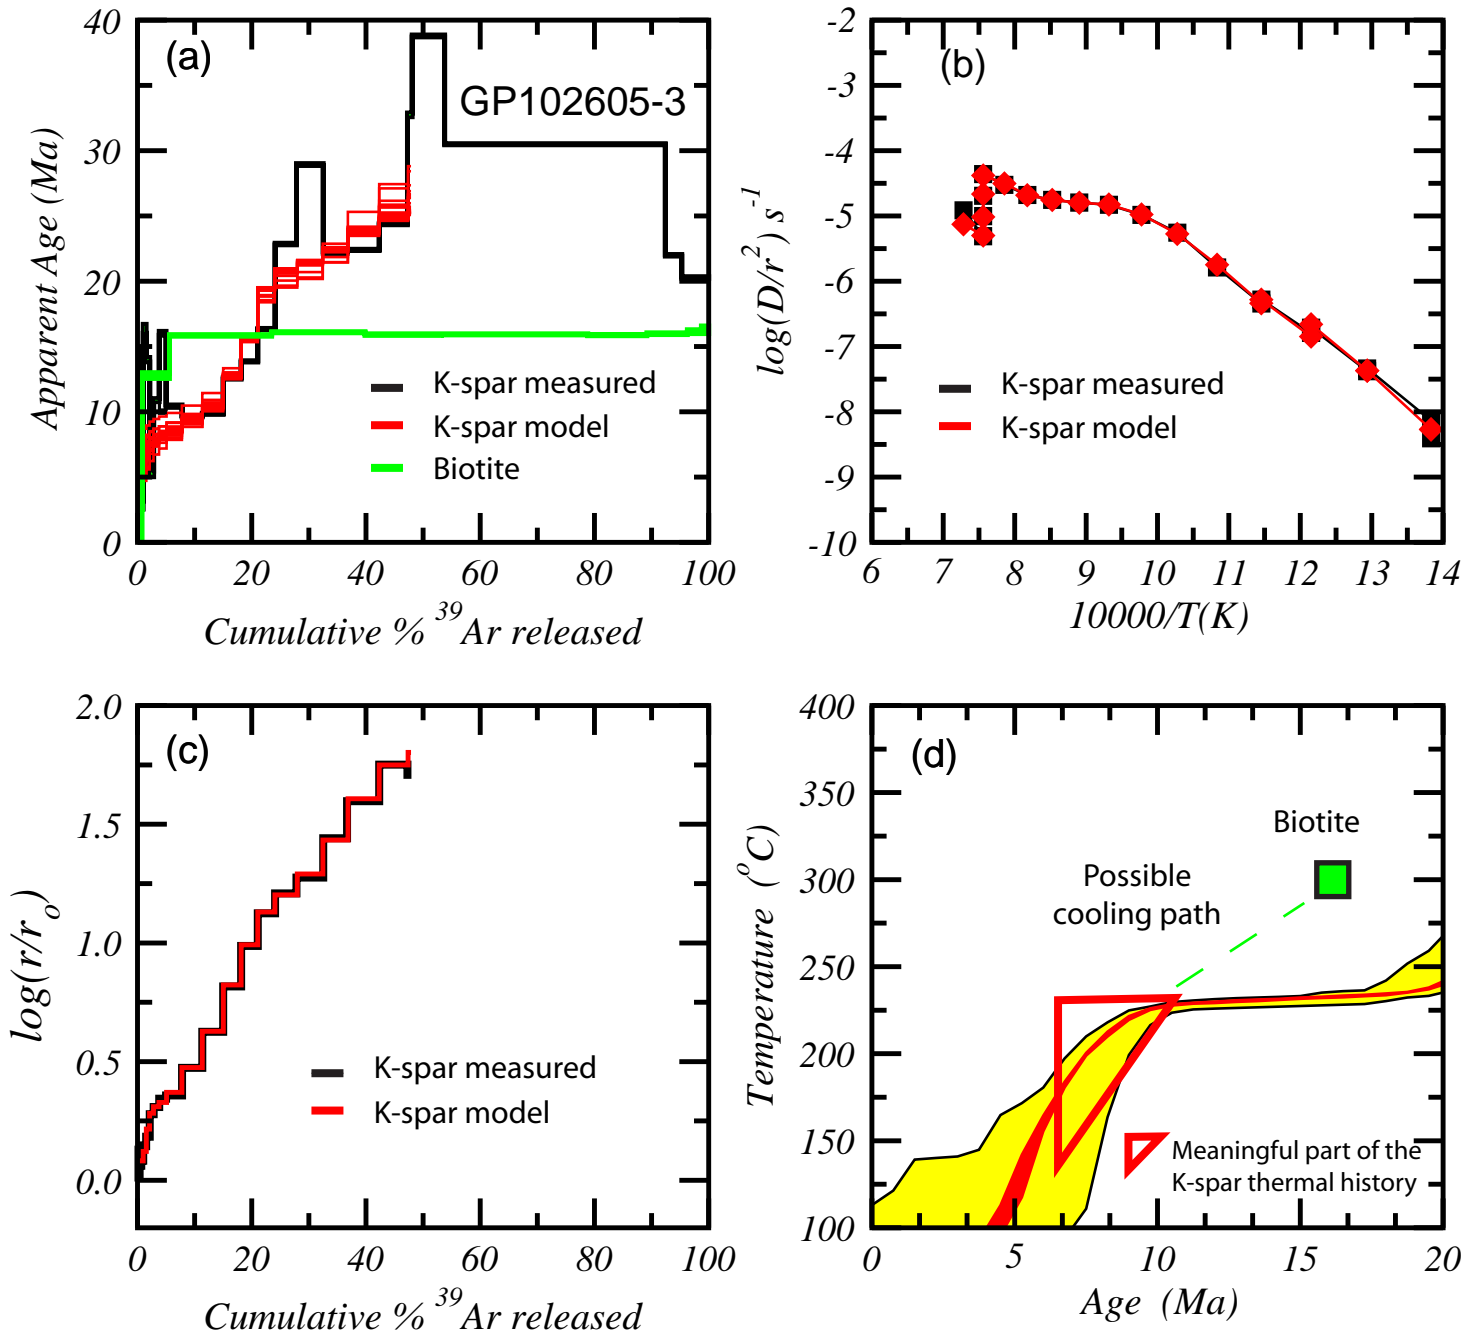 (a)
GP102605-3
40
30
20
10
0
Apparent Age (Ma)
K-spar measured
K-spar model
Biotite
0 20 40 60 80 100
Cumulative % ³⁹Ar released
(b)
-2
-3
-4
-5
-6
-7
-8
-9
-10
log(D/r²) s⁻¹
K-spar measured
K-spar model
6 7 8 9 10 11 12 13 14
10000/T(K)
(c)
2.0
1.5
1.0
0.5
0.0
log(r/rₒ)
K-spar measured
K-spar model
0 20 40 60 80 100
Cumulative % ³⁹Ar released
(d)
400
350
300
250
200
150
100
Temperature (°C)
Biotite
Possible
cooling path
Meaningful part of the
K-spar thermal history
0 5 10 15 20
Age (Ma)